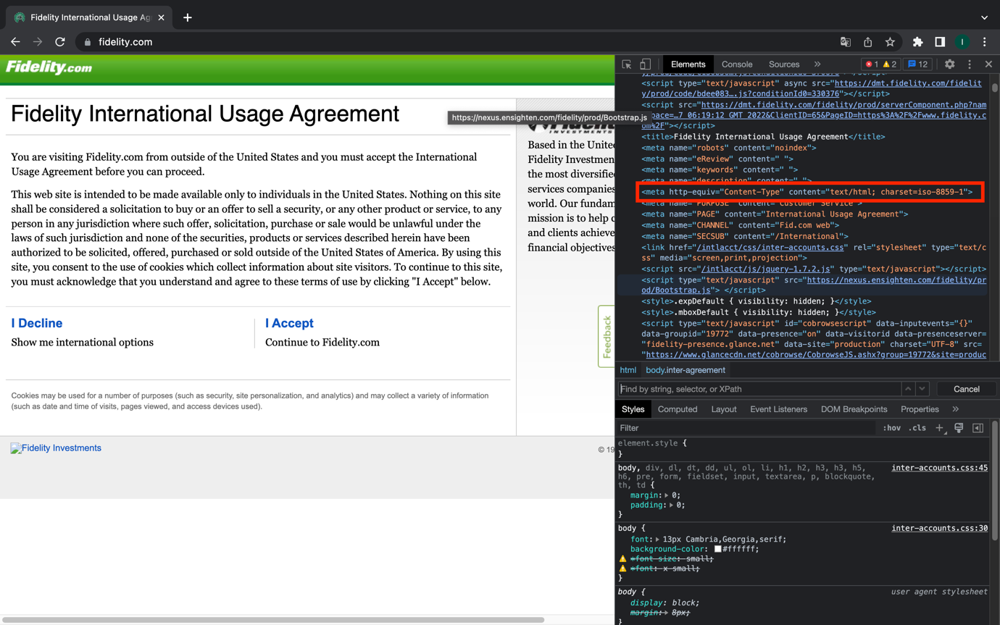 Fidelity International Usage Ag
fidelity.com
I
Fidelity.com
Fidelity International Usage Agreement
You are visiting Fidelity.com from outside of the United States and you must accept the International
Usage Agreement before you can proceed.
This web site is intended to be made available only to individuals in the United States. Nothing on this site
shall be considered a solicitation to buy or an offer to sell a security, or any other product or service, to any
person in any jurisdiction where such offer, solicitation, purchase or sale would be unlawful under the
laws of such jurisdiction and none of the securities, products or services described herein have been
authorized to be solicited, offered, purchased or sold outside of the United States of America. By using this
site, you consent to the use of cookies which collect information about site visitors. To continue to this site,
you must acknowledge that you understand and agree to these terms of use by clicking "I Accept" below.
I Decline
Show me international options
I Accept
Continue to Fidelity.com
Cookies may be used for a number of purposes (such as security, site personalization, and analytics) and may collect a variety of information
(such as date and time of visits, pages viewed, and access devices used).
Fidelity Investments
© 19
https://nexus.ensighten.com/fidelity/prod/Bootstrap.js
INVESTMENTS
Based in the Unite
Fidelity Investmen
the most diversifie
services companies
world. Our fundam
mission is to help c
and clients achieve
financial objectives
Feedback
Elements
Console
Sources
1 2
12
<script type="text/javascript" async src="https://dmt.fidelity.com/fidelit
y/prod/code/bdee083….js?conditionId0=330376"></script>
<script src="https://dmt.fidelity.com/fidelity/prod/serverComponent.php?nam
space=…7 06:19:12 GMT 2022&ClientID=65&PageID=https%3A%2F%2Fwww.fidelity.c
om%2F"></script>
<title>Fidelity International Usage Agreement</title>
<meta name="robots" content="noindex">
<meta name="eReview" content=" ">
<meta name="keywords" content=" ">
<meta name="description" content=" ">
<meta http-equiv="Content-Type" content="text/html; charset=iso-8859-1">
<meta name="PURPOSE" content="Customer Service">
<meta name="PAGE" content="International Usage Agreement">
<meta name="CHANNEL" content="Fid.com web">
<meta name="SECSUB" content="/International">
<link href="/intlacct/css/inter-accounts.css" rel="stylesheet" type="text/c
ss" media="screen,print,projection">
<script src="/intlacct/js/jquery-1.7.2.js" type="text/javascript"></script>
<script type="text/javascript" src="https://nexus.ensighten.com/fidelity/pr
od/Bootstrap.js"> </script>
<style>.expDefault { visibility: hidden; }</style>
<style>.mboxDefault { visibility: hidden; }</style>
<script type="text/javascript" id="cobrowsescript" data-inputevents="{}"
data-groupid="19772" data-presence="on" data-visitorid data-presenceserver=
"fidelity-presence.glance.net" data-site="production" charset="UTF-8" src=
"https://www.glancecdn.net/cobrowse/CobrowseJS.ashx?group=19772&site=produc
html body.inter-agreement
Find by string, selector, or XPath
Cancel
Styles
Computed
Layout
Event Listeners
DOM Breakpoints
Properties
Filter
:hov .cls
element.style {
}
body, div, dl, dt, dd, ul, ol, li, h1, h2, h3, h3, h5, inter-accounts.css:45
h6, pre, form, fieldset, input, textarea, p, blockquote,
th, td {
margin: 0;
padding: 0;
}
body { inter-accounts.css:30
font: 13px Cambria,Georgia,serif;
background-color: #ffffff;
*font-size: small;
*font: x-small;
}
body { user agent stylesheet
display: block;
margin: 8px;
}